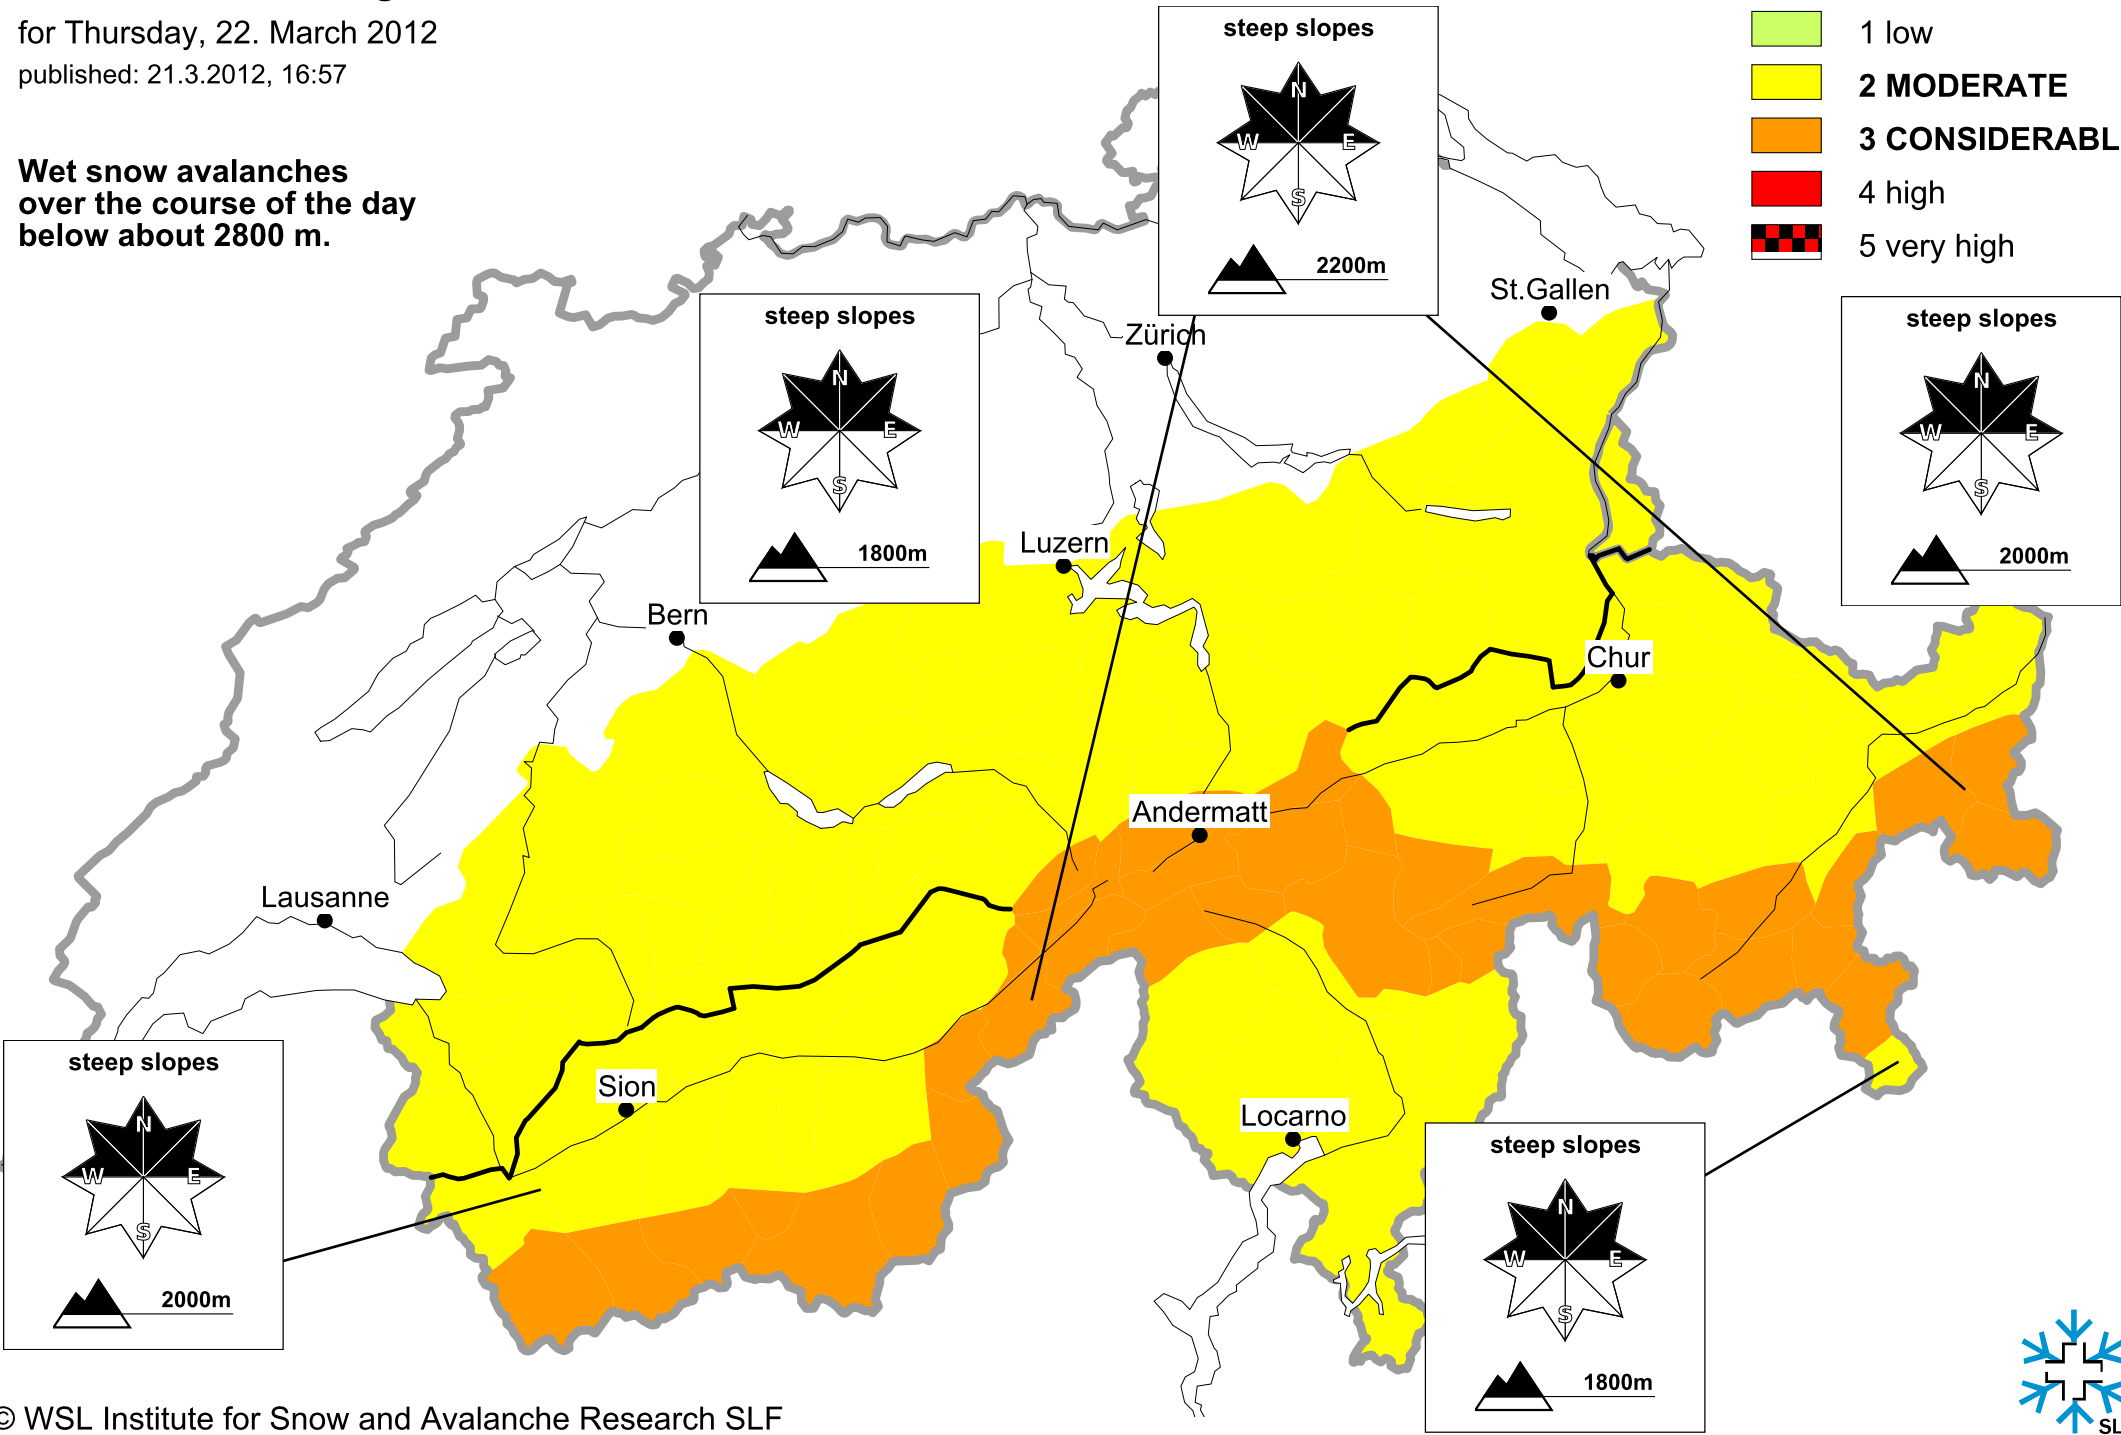 for Thursday, 22. March 2012
published: 21.3.2012, 16:57
Wet snow avalanches
over the course of the day
below about 2800 m.
1 low
2 MODERATE
3 CONSIDERABL
4 high
5 very high
steep slopes
N
W E
S
2200m
steep slopes
N
W E
S
1800m
steep slopes
N
W E
S
2000m
St.Gallen
Zürich
Luzern
Bern
Chur
Andermatt
Lausanne
Sion
Locarno
steep slopes
N
W E
S
2000m
steep slopes
N
W E
S
1800m
© WSL Institute for Snow and Avalanche Research SLF
SL